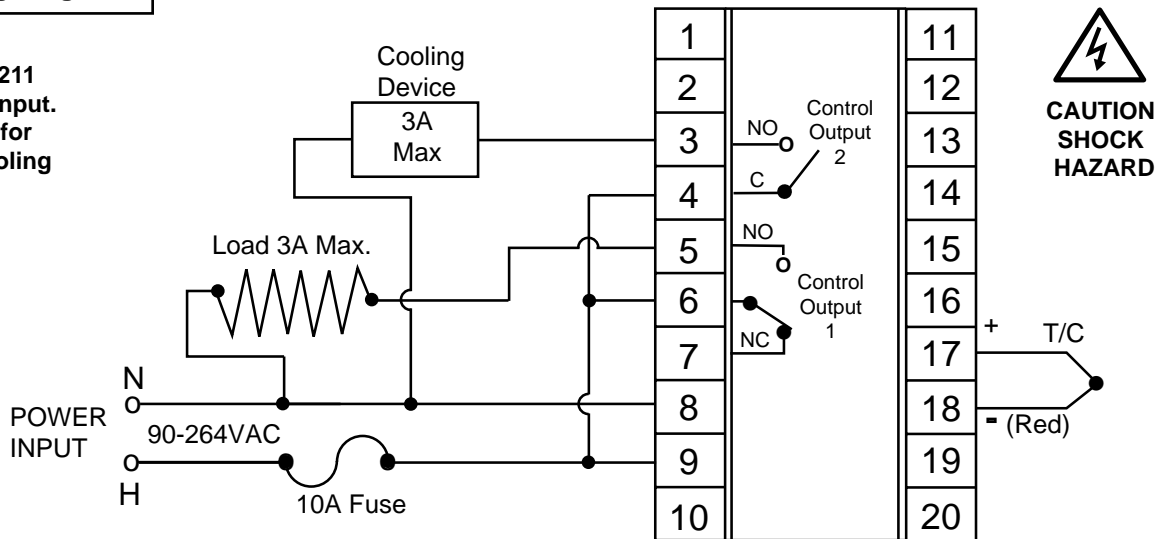 211
nput.
for
oling
Cooling
Device
3A
Max
Load 3A Max.
N
POWER
INPUT
90-264VAC
H
10A Fuse
1
2
3
4
5
6
7
8
9
10
NO
Control
Output
2
C
NO
Control
Output
1
NC
11
12
13
14
15
16
17
18
19
20
+ T/C
- (Red)
CAUTION
SHOCK
HAZARD